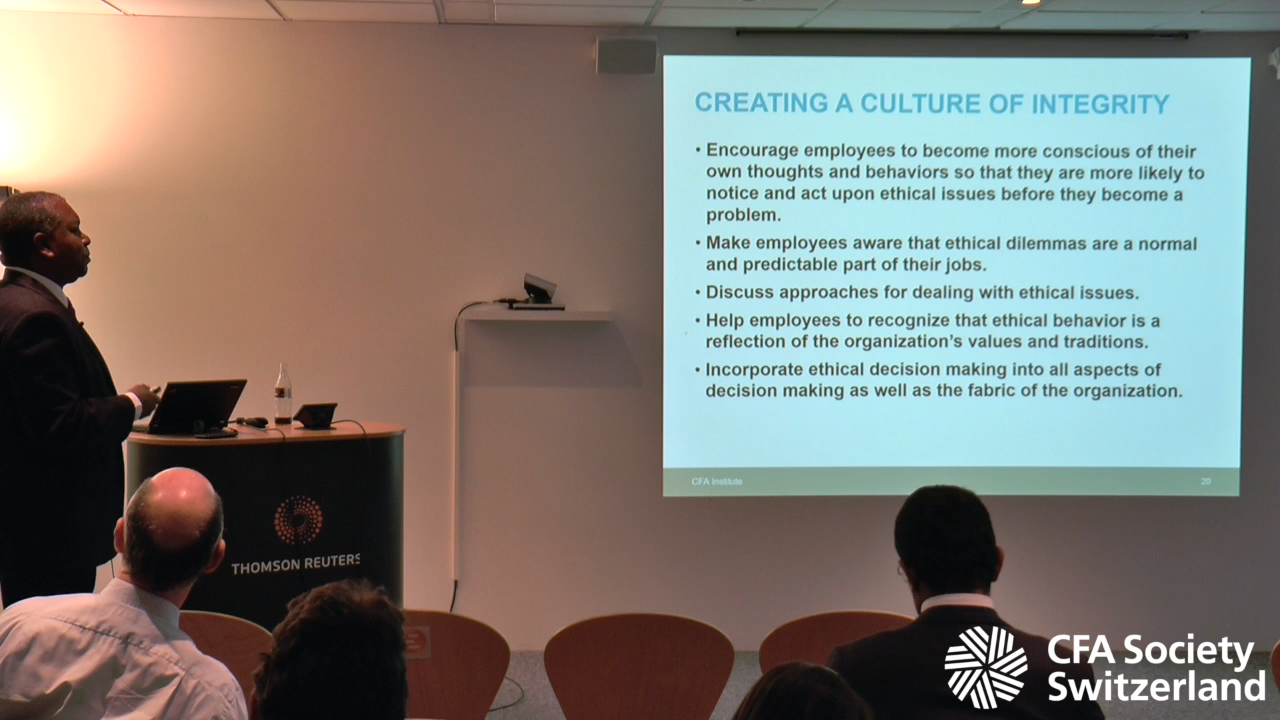 CREATING A CULTURE OF INTEGRITY
• Encourage employees to become more conscious of their
own thoughts and behaviors so that they are more likely to
notice and act upon ethical issues before they become a
problem.
• Make employees aware that ethical dilemmas are a normal
and predictable part of their jobs.
• Discuss approaches for dealing with ethical issues.
• Help employees to recognize that ethical behavior is a
reflection of the organization's values and traditions.
• Incorporate ethical decision making into all aspects of
decision making as well as the fabric of the organization.
CFA Institute 20
THOMSON REUTERS
CFA Society
Switzerland